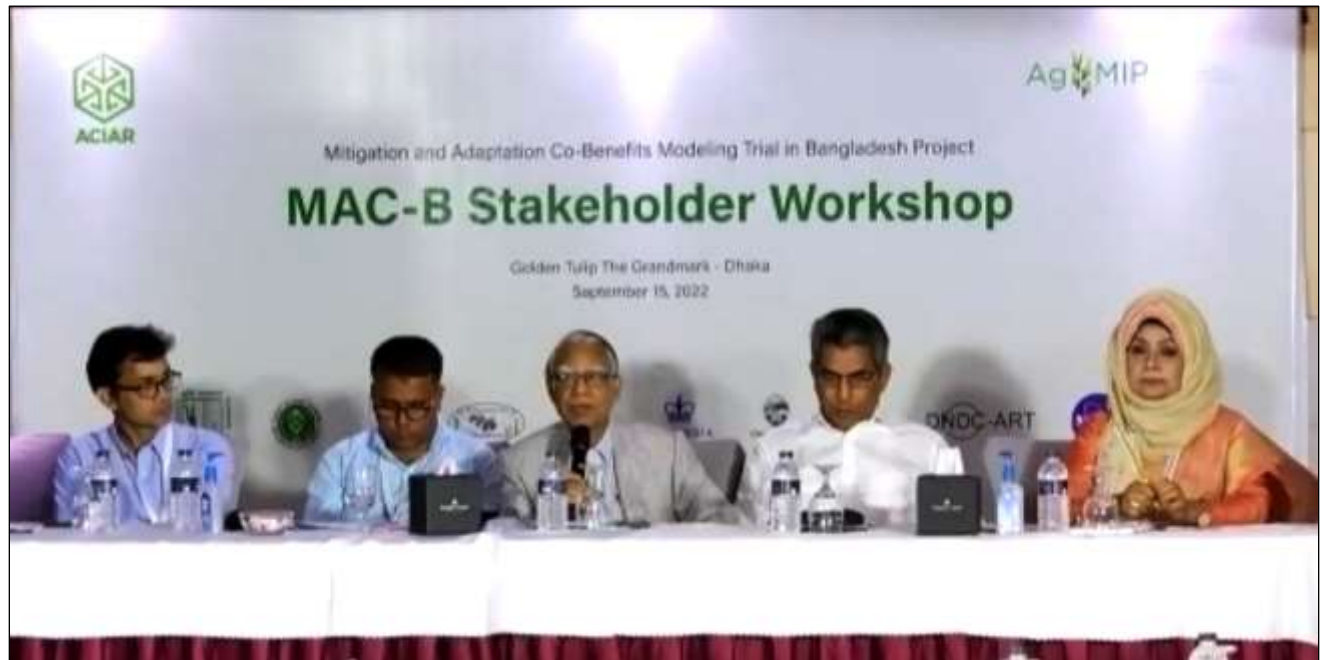 ACIAR
AgMIP
Mitigation and Adaptation Co-Benefits Modeling Trial in Bangladesh Project
MAC-B Stakeholder Workshop
Golden Tulip The Grandmark - Dhaka
September 15, 2022
DNDC-ART